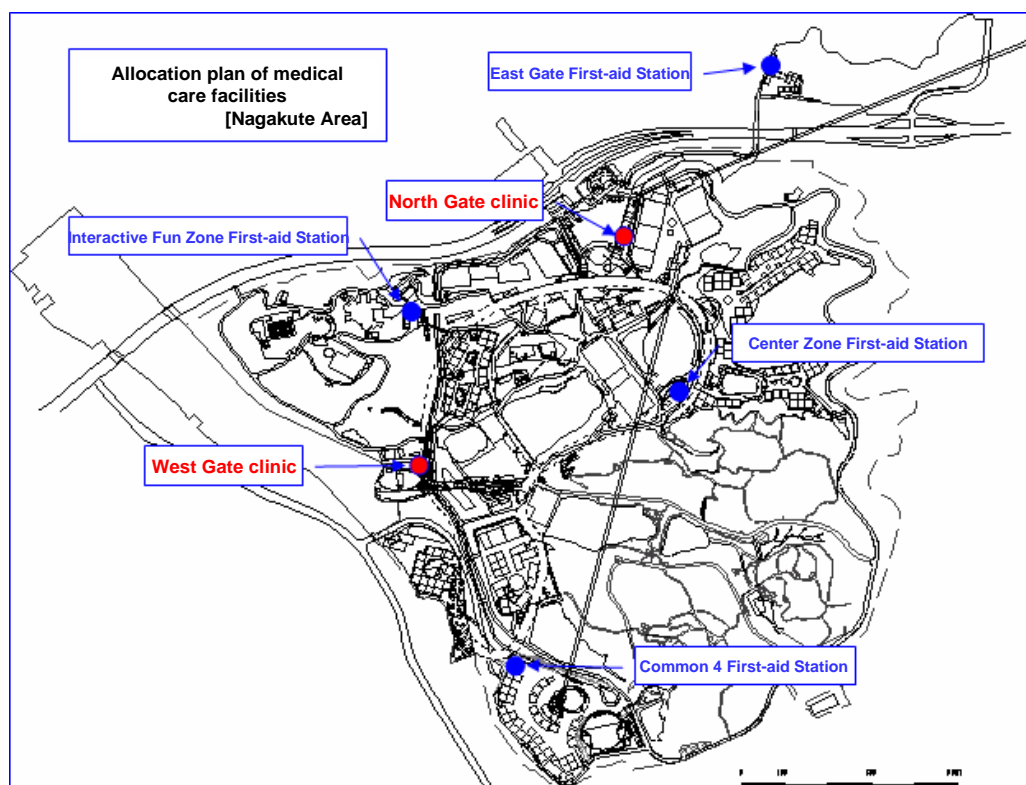 Allocation plan of medical
care facilities
[Nagakute Area]
East Gate First-aid Station
North Gate clinic
Interactive Fun Zone First-aid Station
Center Zone First-aid Station
West Gate clinic
Common 4 First-aid Station